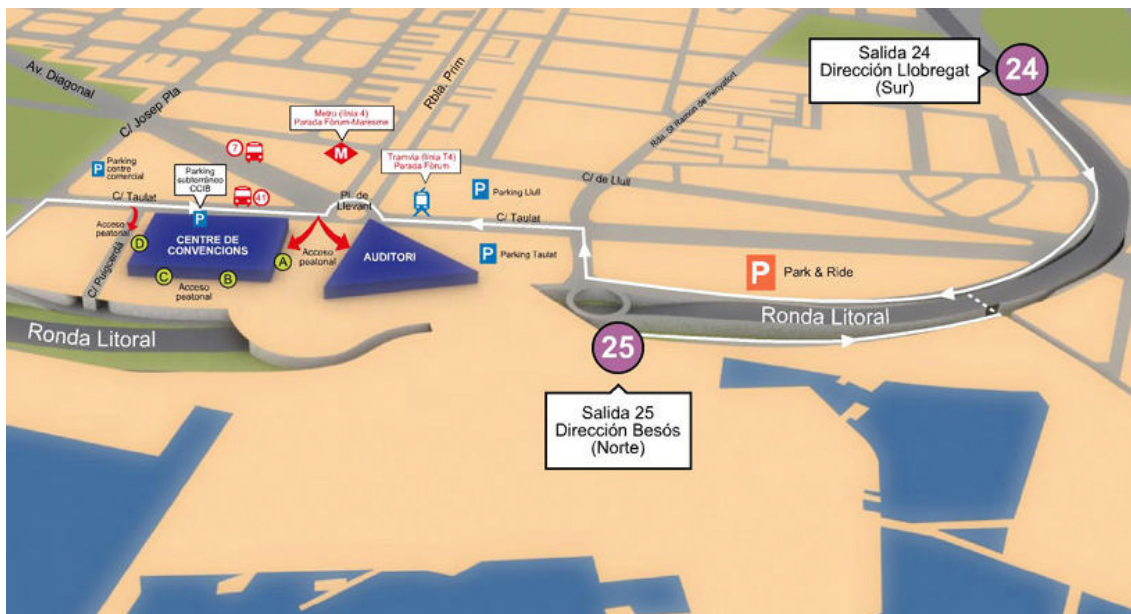 Salida 24
Dirección Llobregat
(Sur)
24
Av. Diagonal
C/ Josep Pla
Rbla. Prim
Rda. St Ramon de Penyafort
Metro (línia 4)
Parada Fòrum-Maresme
M
7
Tramvia (línia T4)
Parada Fòrum
P
Parking
centre
comercial
Parking
subterráneo
CCIB
P
41
C/ Taulat
Pl. de
Llevant
P
Parking Llull
C/ de Llull
C/ Taulat
Acceso
peatonal
D
CENTRE DE
CONVENCIONS
A
Acceso
peatonal
AUDITORI
P
Parking Taulat
C/ Puigcerdà
C
B
Acceso
peatonal
P
Park & Ride
Ronda Litoral
Ronda Litoral
25
Salida 25
Dirección Besós
(Norte)